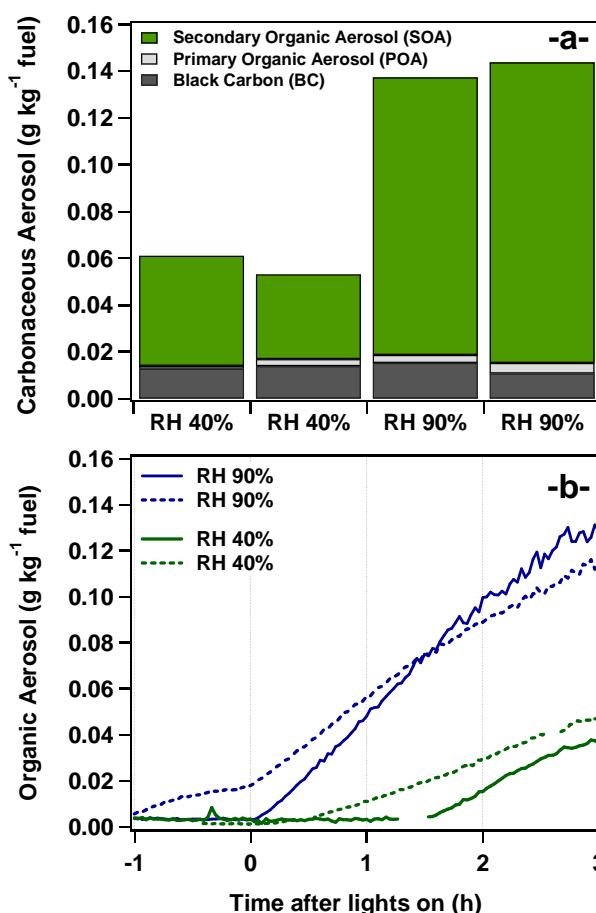 0.16
0.14
0.12
0.10
0.08
0.06
0.04
0.02
0.00
Carbonaceous Aerosol (g kg⁻¹ fuel)
Secondary Organic Aerosol (SOA)
Primary Organic Aerosol (POA)
Black Carbon (BC)
-a-
RH 40% RH 40% RH 90% RH 90%
0.16
0.14
0.12
0.10
0.08
0.06
0.04
0.02
0.00
Organic Aerosol (g kg⁻¹ fuel)
RH 90%
RH 90%
RH 40%
RH 40%
-b-
-1 0 1 2 3
Time after lights on (h)